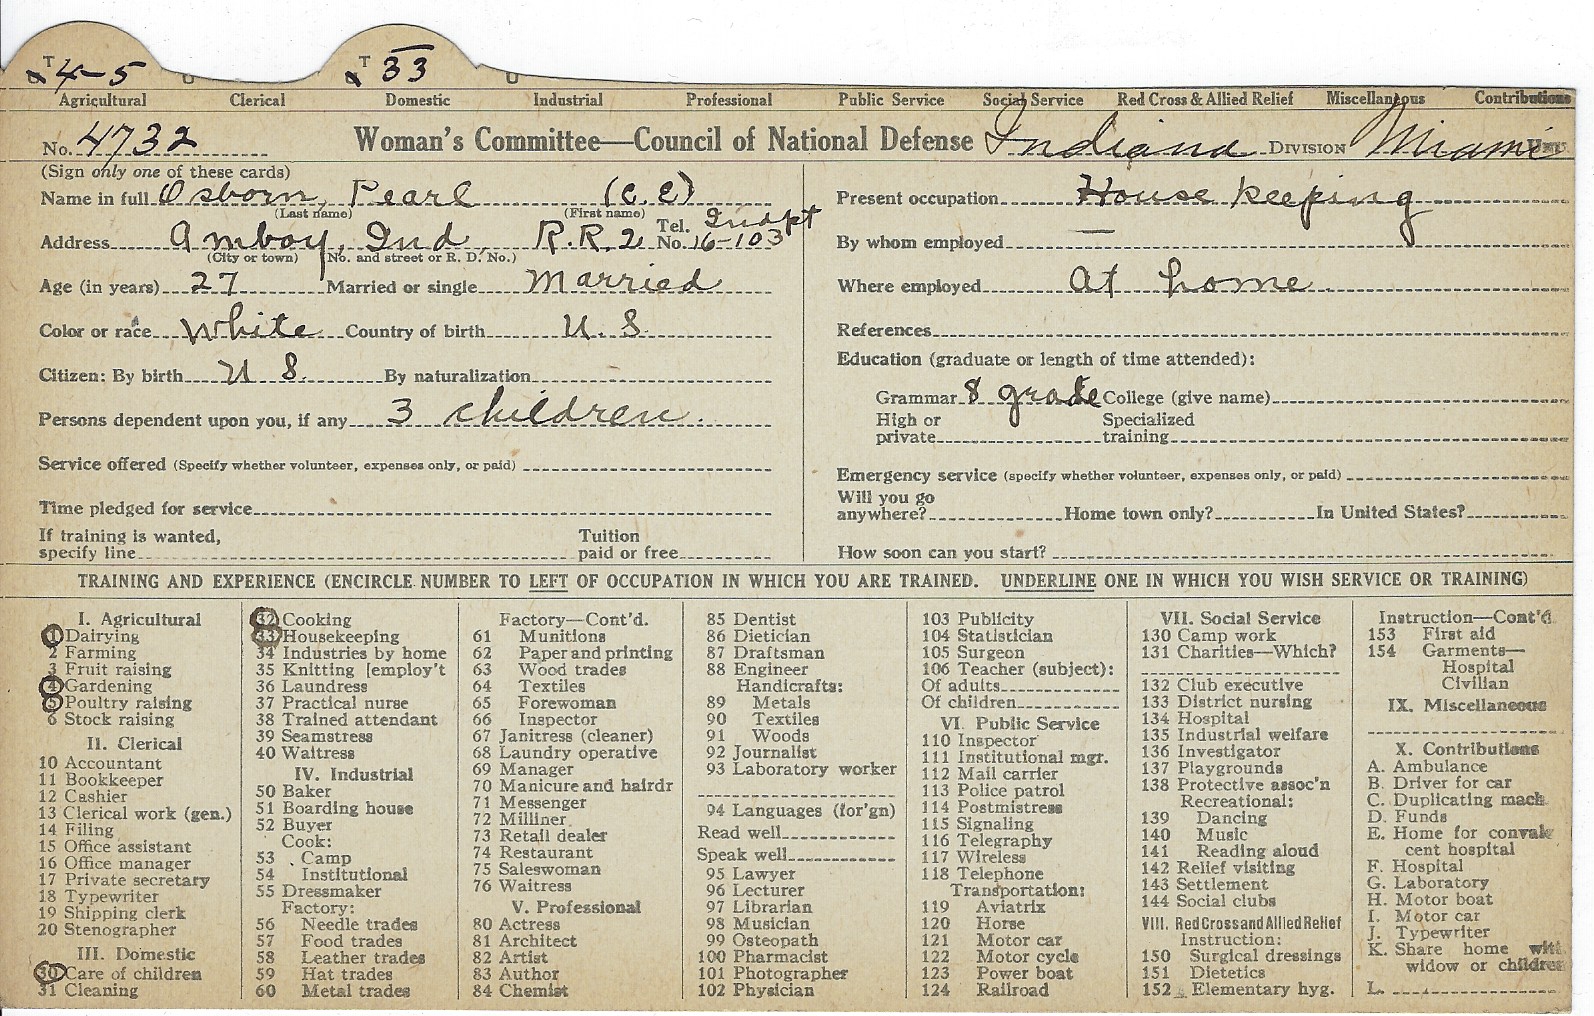 T 4-5 T 33
Agricultural Clerical Domestic Industrial Professional Public Service Social Service Red Cross & Allied Relief Miscellaneous Contributions
No. 4732 Woman's Committee—Council of National Defense Indiana DIVISION Miami
(Sign only one of these cards)
Name in full Osborn, Pearl (C.E)
(Last name) (First name)
Address Amboy, Ind R.R.2 Tel. No. Indpt 16-103
(City or town) (No. and street or R. D. No.)
Age (in years) 27 Married or single Married
Color or race White Country of birth U.S.
Citizen: By birth U S. By naturalization
Persons dependent upon you, if any 3 children
Service offered (Specify whether volunteer, expenses only, or paid)
Time pledged for service
If training is wanted, specify line Tuition paid or free
Present occupation House keeping
By whom employed —
Where employed At home
References
Education (graduate or length of time attended):
Grammar 8 grade College (give name)
High or private Specialized training
Emergency service (specify whether volunteer, expenses only, or paid)
Will you go anywhere? Home town only? In United States?
How soon can you start?
TRAINING AND EXPERIENCE (ENCIRCLE NUMBER TO LEFT OF OCCUPATION IN WHICH YOU ARE TRAINED. UNDERLINE ONE IN WHICH YOU WISH SERVICE OR TRAINING)
I. Agricultural
1 Dairying
2 Farming
3 Fruit raising
4 Gardening
5 Poultry raising
6 Stock raising
II. Clerical
10 Accountant
11 Bookkeeper
12 Cashier
13 Clerical work (gen.)
14 Filing
15 Office assistant
16 Office manager
17 Private secretary
18 Typewriter
19 Shipping clerk
20 Stenographer
III. Domestic
30 Care of children
31 Cleaning
32 Cooking
33 Housekeeping
34 Industries by home
35 Knitting [employ't
36 Laundress
37 Practical nurse
38 Trained attendant
39 Seamstress
40 Waitress
IV. Industrial
50 Baker
51 Boarding house
52 Buyer
Cook:
53 Camp
54 Institutional
55 Dressmaker
Factory:
56 Needle trades
57 Food trades
58 Leather trades
59 Hat trades
60 Metal trades
Factory—Cont'd.
61 Munitions
62 Paper and printing
63 Wood trades
64 Textiles
65 Forewoman
66 Inspector
67 Janitress (cleaner)
68 Laundry operative
69 Manager
70 Manicure and hairdr
71 Messenger
72 Milliner
73 Retail dealer
74 Restaurant
75 Saleswoman
76 Waitress
V. Professional
80 Actress
81 Architect
82 Artist
83 Author
84 Chemist
85 Dentist
86 Dietician
87 Draftsman
88 Engineer
Handicrafts:
89 Metals
90 Textiles
91 Woods
92 Journalist
93 Laboratory worker
94 Languages (for'gn)
Read well
Speak well
95 Lawyer
96 Lecturer
97 Librarian
98 Musician
99 Osteopath
100 Pharmacist
101 Photographer
102 Physician
103 Publicity
104 Statistician
105 Surgeon
106 Teacher (subject):
Of adults
Of children
VI. Public Service
110 Inspector
111 Institutional mgr.
112 Mail carrier
113 Police patrol
114 Postmistress
115 Signaling
116 Telegraphy
117 Wireless
118 Telephone
Transportation:
119 Aviatrix
120 Horse
121 Motor car
122 Motor cycle
123 Power boat
124 Railroad
VII. Social Service
130 Camp work
131 Charities—Which?
132 Club executive
133 District nursing
134 Hospital
135 Industrial welfare
136 Investigator
137 Playgrounds
138 Protective assoc'n
Recreational:
139 Dancing
140 Music
141 Reading aloud
142 Relief visiting
143 Settlement
144 Social clubs
VIII. Red Cross and Allied Relief
Instruction:
150 Surgical dressings
151 Dietetics
152 Elementary hyg.
Instruction—Cont'd.
153 First aid
154 Garments—
Hospital
Civilian
IX. Miscellaneous
X. Contributions
A. Ambulance
B. Driver for car
C. Duplicating mach
D. Funds
E. Home for convales
cent hospital
F. Hospital
G. Laboratory
H. Motor boat
I. Motor car
J. Typewriter
K. Share home with
widow or children
L.